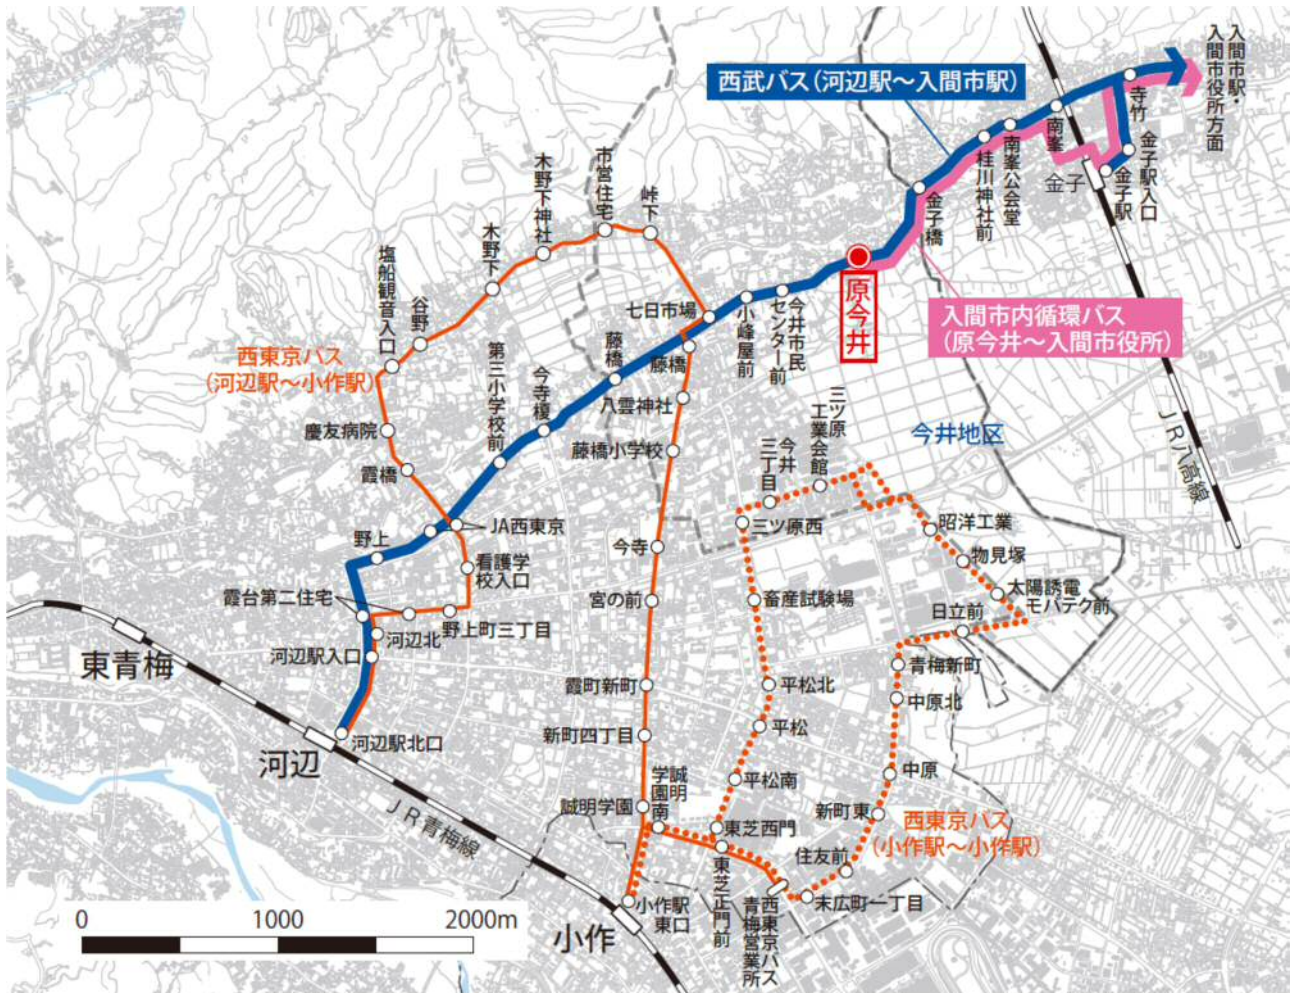 西武バス(河辺駅〜入間市駅)
入間市駅・
入間市役所方面
寺竹
南峯
金子駅入口
金子駅
金子
南峯公会堂
桂川神社前
金子橋
原今井
入間市内循環バス
(原今井〜入間市役所)
JR八高線
今井地区
市営住宅
峠下
木野下神社
木野下
塩船観音入口
谷野
西東京バス
(河辺駅〜小作駅)
七日市場
小峰屋前
今井市民
センター前
藤橋
藤橋
第三小学校前
今寺榎
八雲神社
藤橋小学校
慶友病院
霞橋
三ツ原
工業会館
今井
三丁目
三ツ原西
昭洋工業
物見塚
太陽誘電
モバテク前
日立前
JA西東京
野上
看護学
校入口
今寺
宮の前
畜産試験場
霞台第二住宅
河辺北
野上町三丁目
河辺駅入口
東青梅
霞町新町
平松北
青梅新町
中原北
河辺駅北口
河辺
新町四丁目
平松
平松南
中原
誠明学園
誠明
学園南
東芝西門
新町東
西東京バス
(小作駅〜小作駅)
住友前
JR青梅線
東芝正門前
末広町一丁目
西東京バス
青梅営業所
小作駅
東口
小作
0 1000 2000m